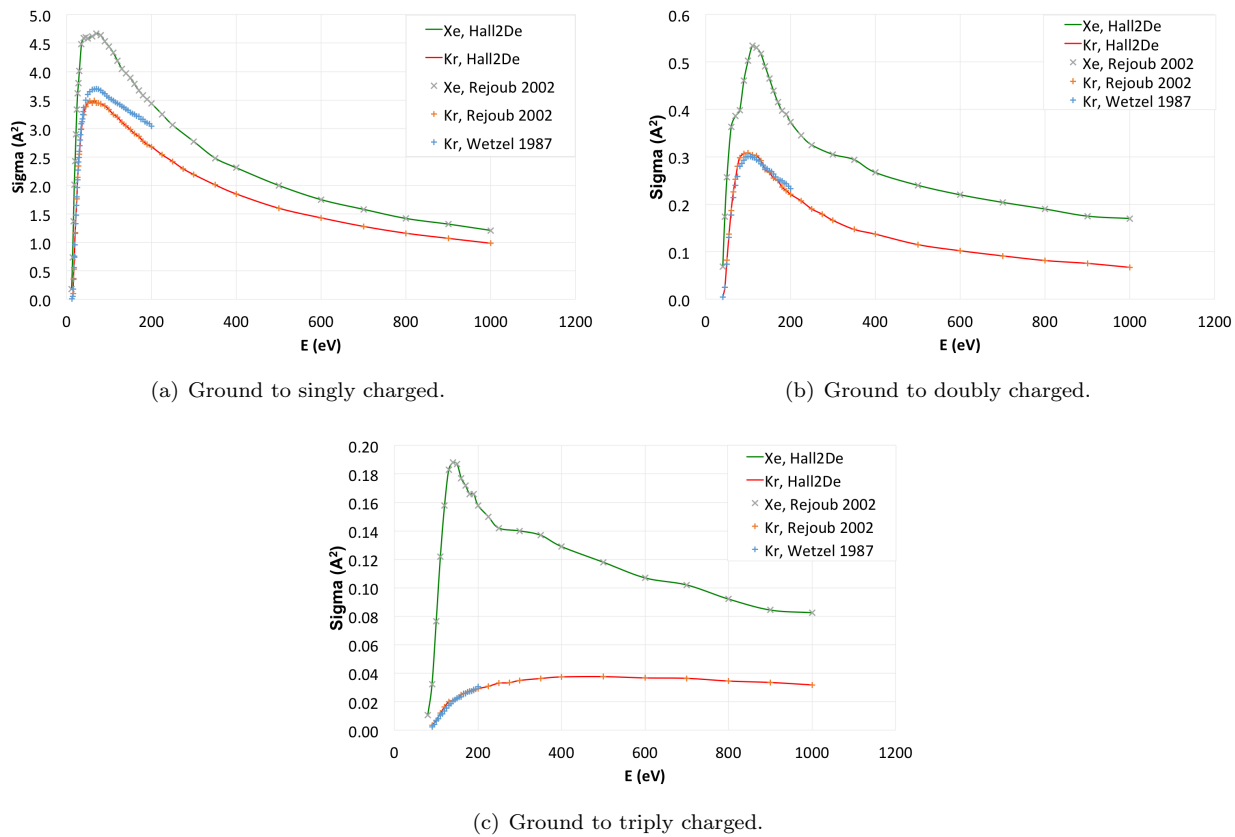 5.0
4.5
4.0
3.5
3.0
2.5
2.0
1.5
1.0
0.5
0.0
Sigma (A²)
0 200 400 600 800 1000 1200
E (eV)
Xe, Hall2De
Kr, Hall2De
Xe, Rejoub 2002
Kr, Rejoub 2002
Kr, Wetzel 1987
(a) Ground to singly charged.
0.6
0.5
0.4
0.3
0.2
0.1
0.0
Sigma (A²)
0 200 400 600 800 1000 1200
E (eV)
Xe, Hall2De
Kr, Hall2De
Xe, Rejoub 2002
Kr, Rejoub 2002
Kr, Wetzel 1987
(b) Ground to doubly charged.
0.20
0.18
0.16
0.14
0.12
0.10
0.08
0.06
0.04
0.02
0.00
Sigma (A²)
0 200 400 600 800 1000 1200
E (eV)
Xe, Hall2De
Kr, Hall2De
Xe, Rejoub 2002
Kr, Rejoub 2002
Kr, Wetzel 1987
(c) Ground to triply charged.